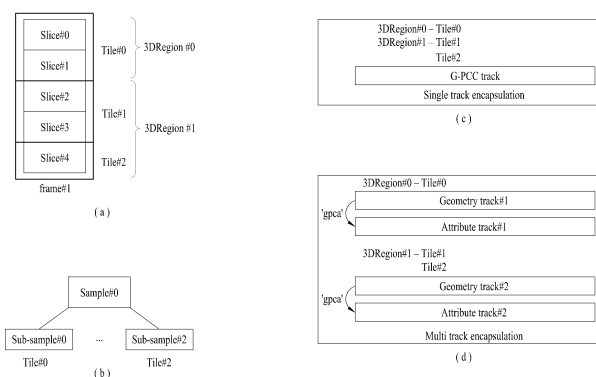 Slice#0
Slice#1
Slice#2
Slice#3
Slice#4
Tile#0
Tile#1
Tile#2
3DRegion #0
3DRegion #1
frame#1
( a )
Sample#0
Sub-sample#0
...
Sub-sample#2
Tile#0
Tile#2
( b )
3DRegion#0 – Tile#0
3DRegion#1 – Tile#1
Tile#2
G-PCC track
Single track encapsulation
( c )
3DRegion#0 – Tile#0
Geometry track#1
'gpca'
Attribute track#1
3DRegion#1 – Tile#1
Tile#2
Geometry track#2
'gpca'
Attribute track#2
Multi track encapsulation
( d )